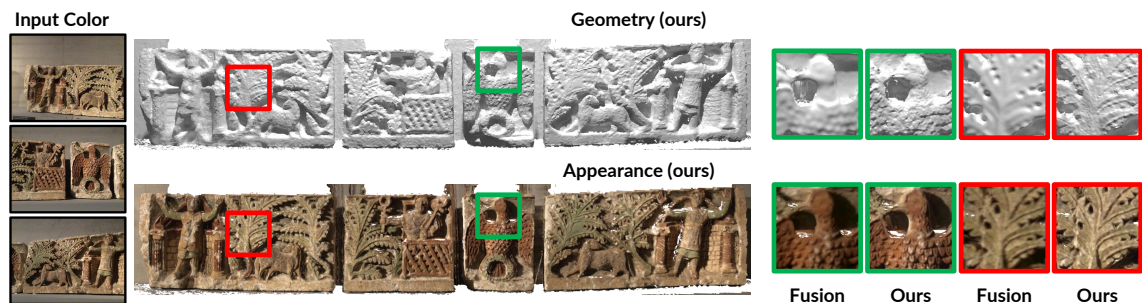 Input Color
Geometry (ours)
Appearance (ours)
Fusion
Ours
Fusion
Ours